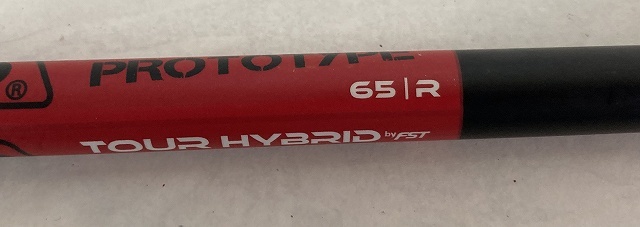 PROTOTYPE
65 | R
TOUR HYBRID by FST
®